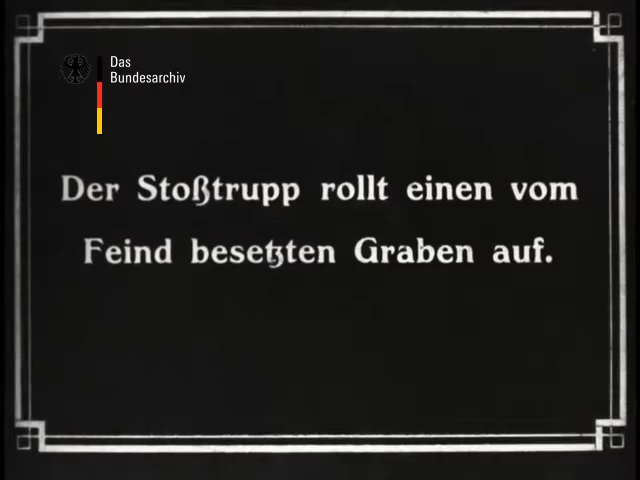 Das
Bundesarchiv
Der Stoßtrupp rollt einen vom
Feind besetzten Graben auf.